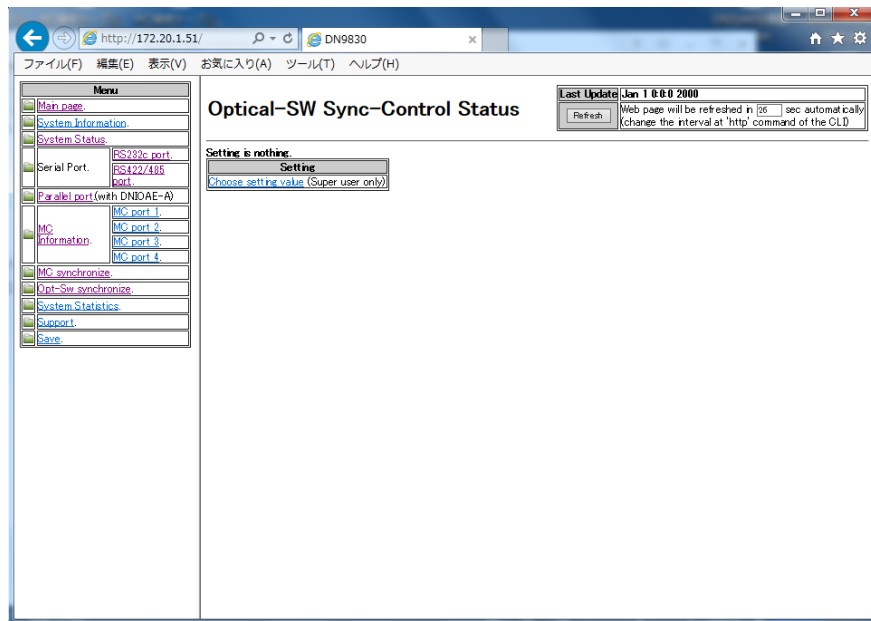 http://172.20.1.51/
DN9830
ファイル(F) 編集(E) 表示(V) お気に入り(A) ツール(T) ヘルプ(H)
Menu
Main page.
System Information.
System Status.
Serial Port.
RS232c port.
RS422/485
port.
Parallel port.(with DNIOAE-A)
MC
Information.
MC port 1.
MC port 2.
MC port 3.
MC port 4.
MC synchronize.
Opt-Sw synchronize.
System Statistics.
Support.
Save.
Optical-SW Sync-Control Status
Last Update Jan 1 0:0:0 2000
Refresh
Web page will be refreshed in 26 sec automatically
(change the interval at 'http' command of the CLI)
Setting is nothing.
Setting
Choose setting value (Super user only)